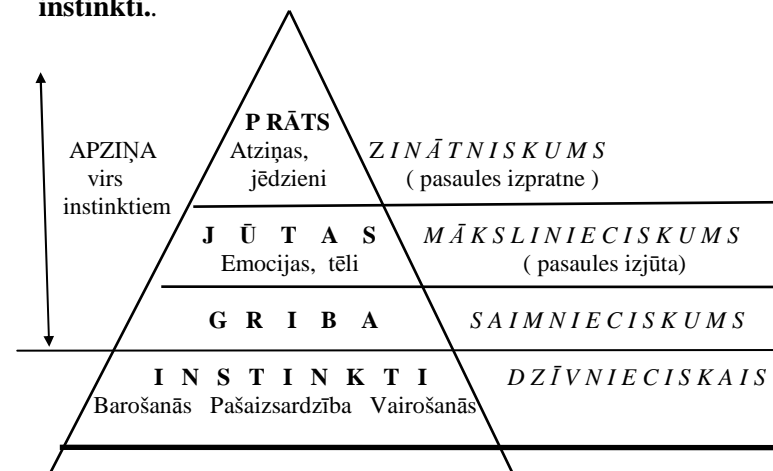 instinkti..
P RĀTS
APZIŅA Atziņas, Z I N Ā T N I S K U M S
virs jēdzieni ( pasaules izpratne )
instinktiem
J Ū T A S M Ā K S L I N I E C I S K U M S
Emocijas, tēli ( pasaules izjūta)
G R I B A S A I M N I E C I S K U M S
I N S T I N K T I D Z Ī V N I E C I S K A I S
Barošanās Pašaizsardzība Vairošanās